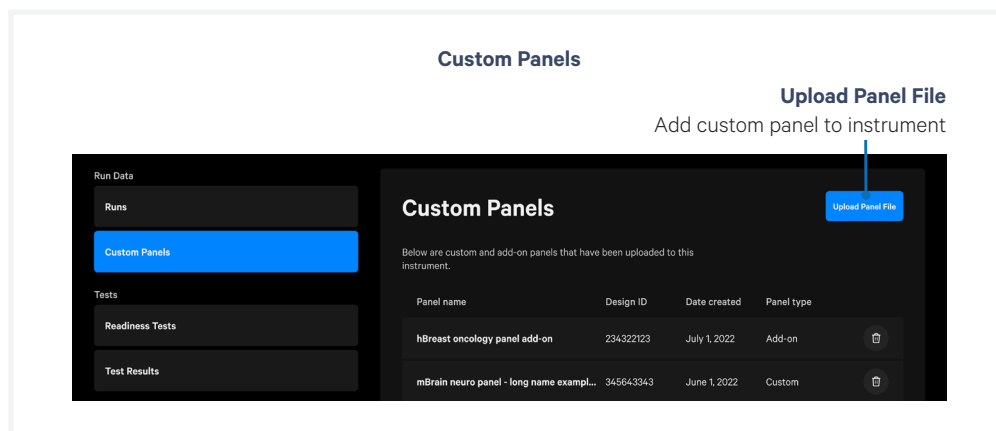 Custom Panels
Upload Panel File
Add custom panel to instrument
Run Data
Runs
Custom Panels
Tests
Readiness Tests
Test Results
Custom Panels
Upload Panel File
Below are custom and add-on panels that have been uploaded to this
instrument.
Panel name Design ID Date created Panel type
hBreast oncology panel add-on 234322123 July 1, 2022 Add-on
mBrain neuro panel - long name exampl... 345643343 June 1, 2022 Custom